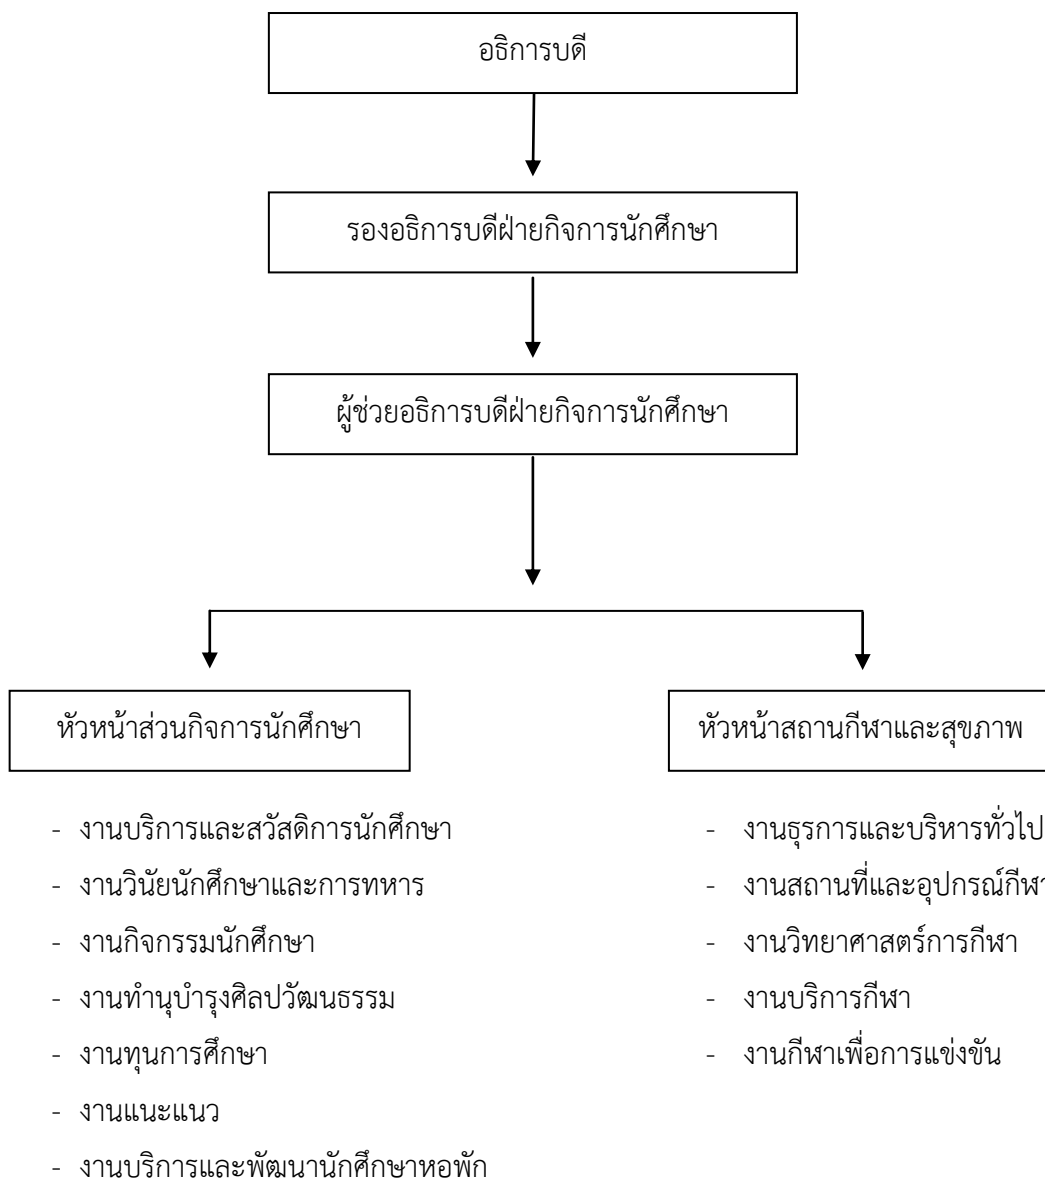 อธิการบดี
รองอธิการบดีฝ่ายกิจการนักศึกษา
ผู้ช่วยอธิการบดีฝ่ายกิจการนักศึกษา
หัวหน้าส่วนกิจการนักศึกษา
- งานบริการและสวัสดิการนักศึกษา
- งานวินัยนักศึกษาและการทหาร
- งานกิจกรรมนักศึกษา
- งานทำนุบำรุงศิลปวัฒนธรรม
- งานทุนการศึกษา
- งานแนะแนว
- งานบริการและพัฒนานักศึกษาหอพัก
หัวหน้าสถานกีฬาและสุขภาพ
- งานธุรการและบริหารทั่วไป
- งานสถานที่และอุปกรณ์กีฬา
- งานวิทยาศาสตร์การกีฬา
- งานบริการกีฬา
- งานกีฬาเพื่อการแข่งขัน